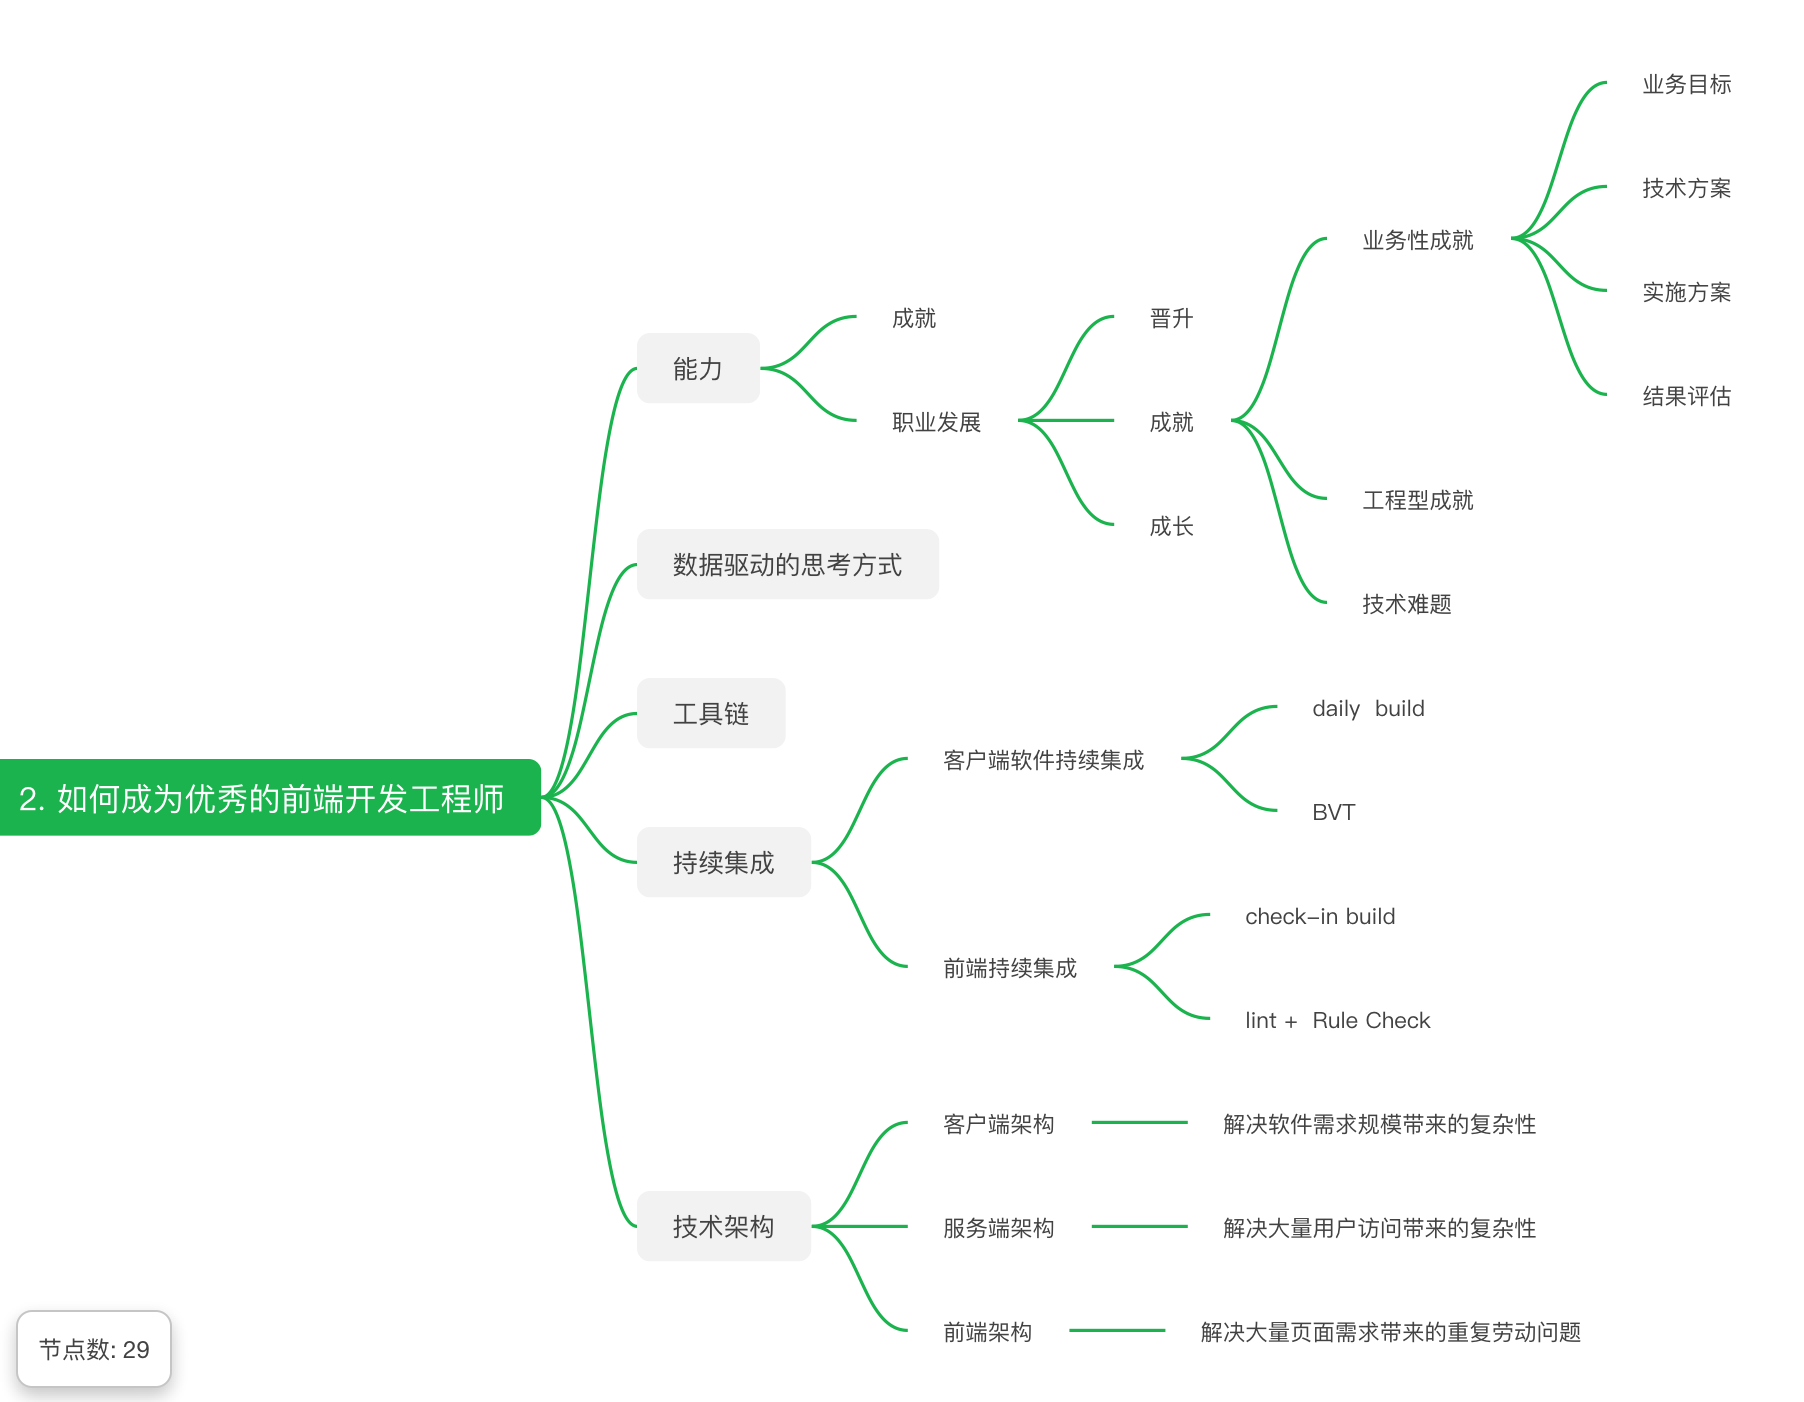 2. 如何成为优秀的前端开发工程师
能力
成就
职业发展
晋升
成就
业务性成就
业务目标
技术方案
实施方案
结果评估
工程型成就
技术难题
成长
数据驱动的思考方式
工具链
持续集成
客户端软件持续集成
daily  build
BVT
前端持续集成
check-in build
lint +  Rule Check
技术架构
客户端架构
解决软件需求规模带来的复杂性
服务端架构
解决大量用户访问带来的复杂性
前端架构
解决大量页面需求带来的重复劳动问题
节点数: 29